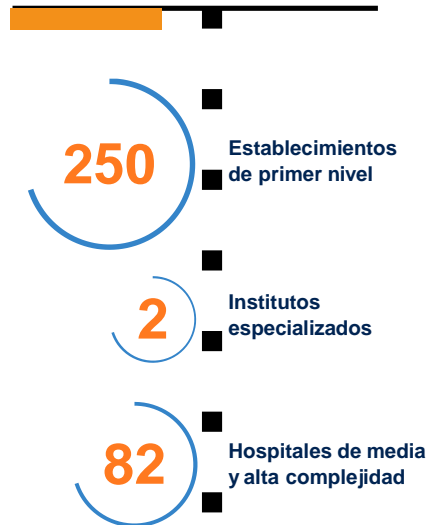 250
Establecimientos
de primer nivel
2
Institutos
especializados
82
Hospitales de media
y alta complejidad